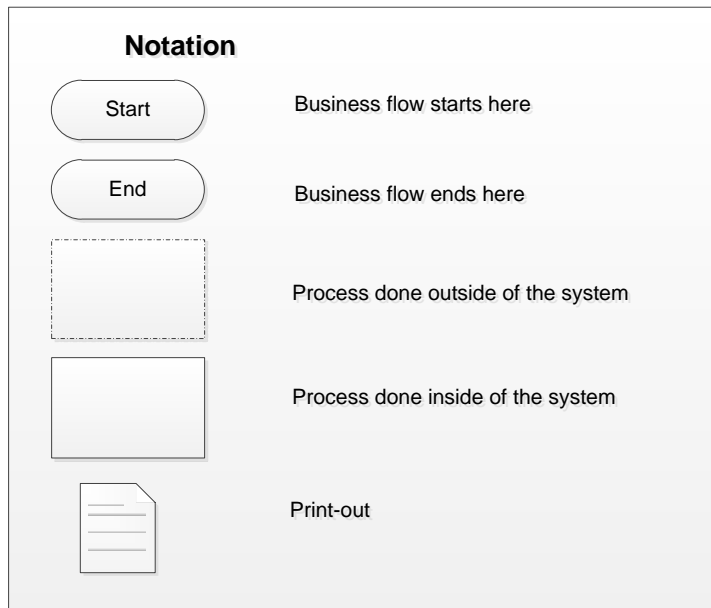 Notation
Start
Business flow starts here
End
Business flow ends here
Process done outside of the system
Process done inside of the system
Print-out